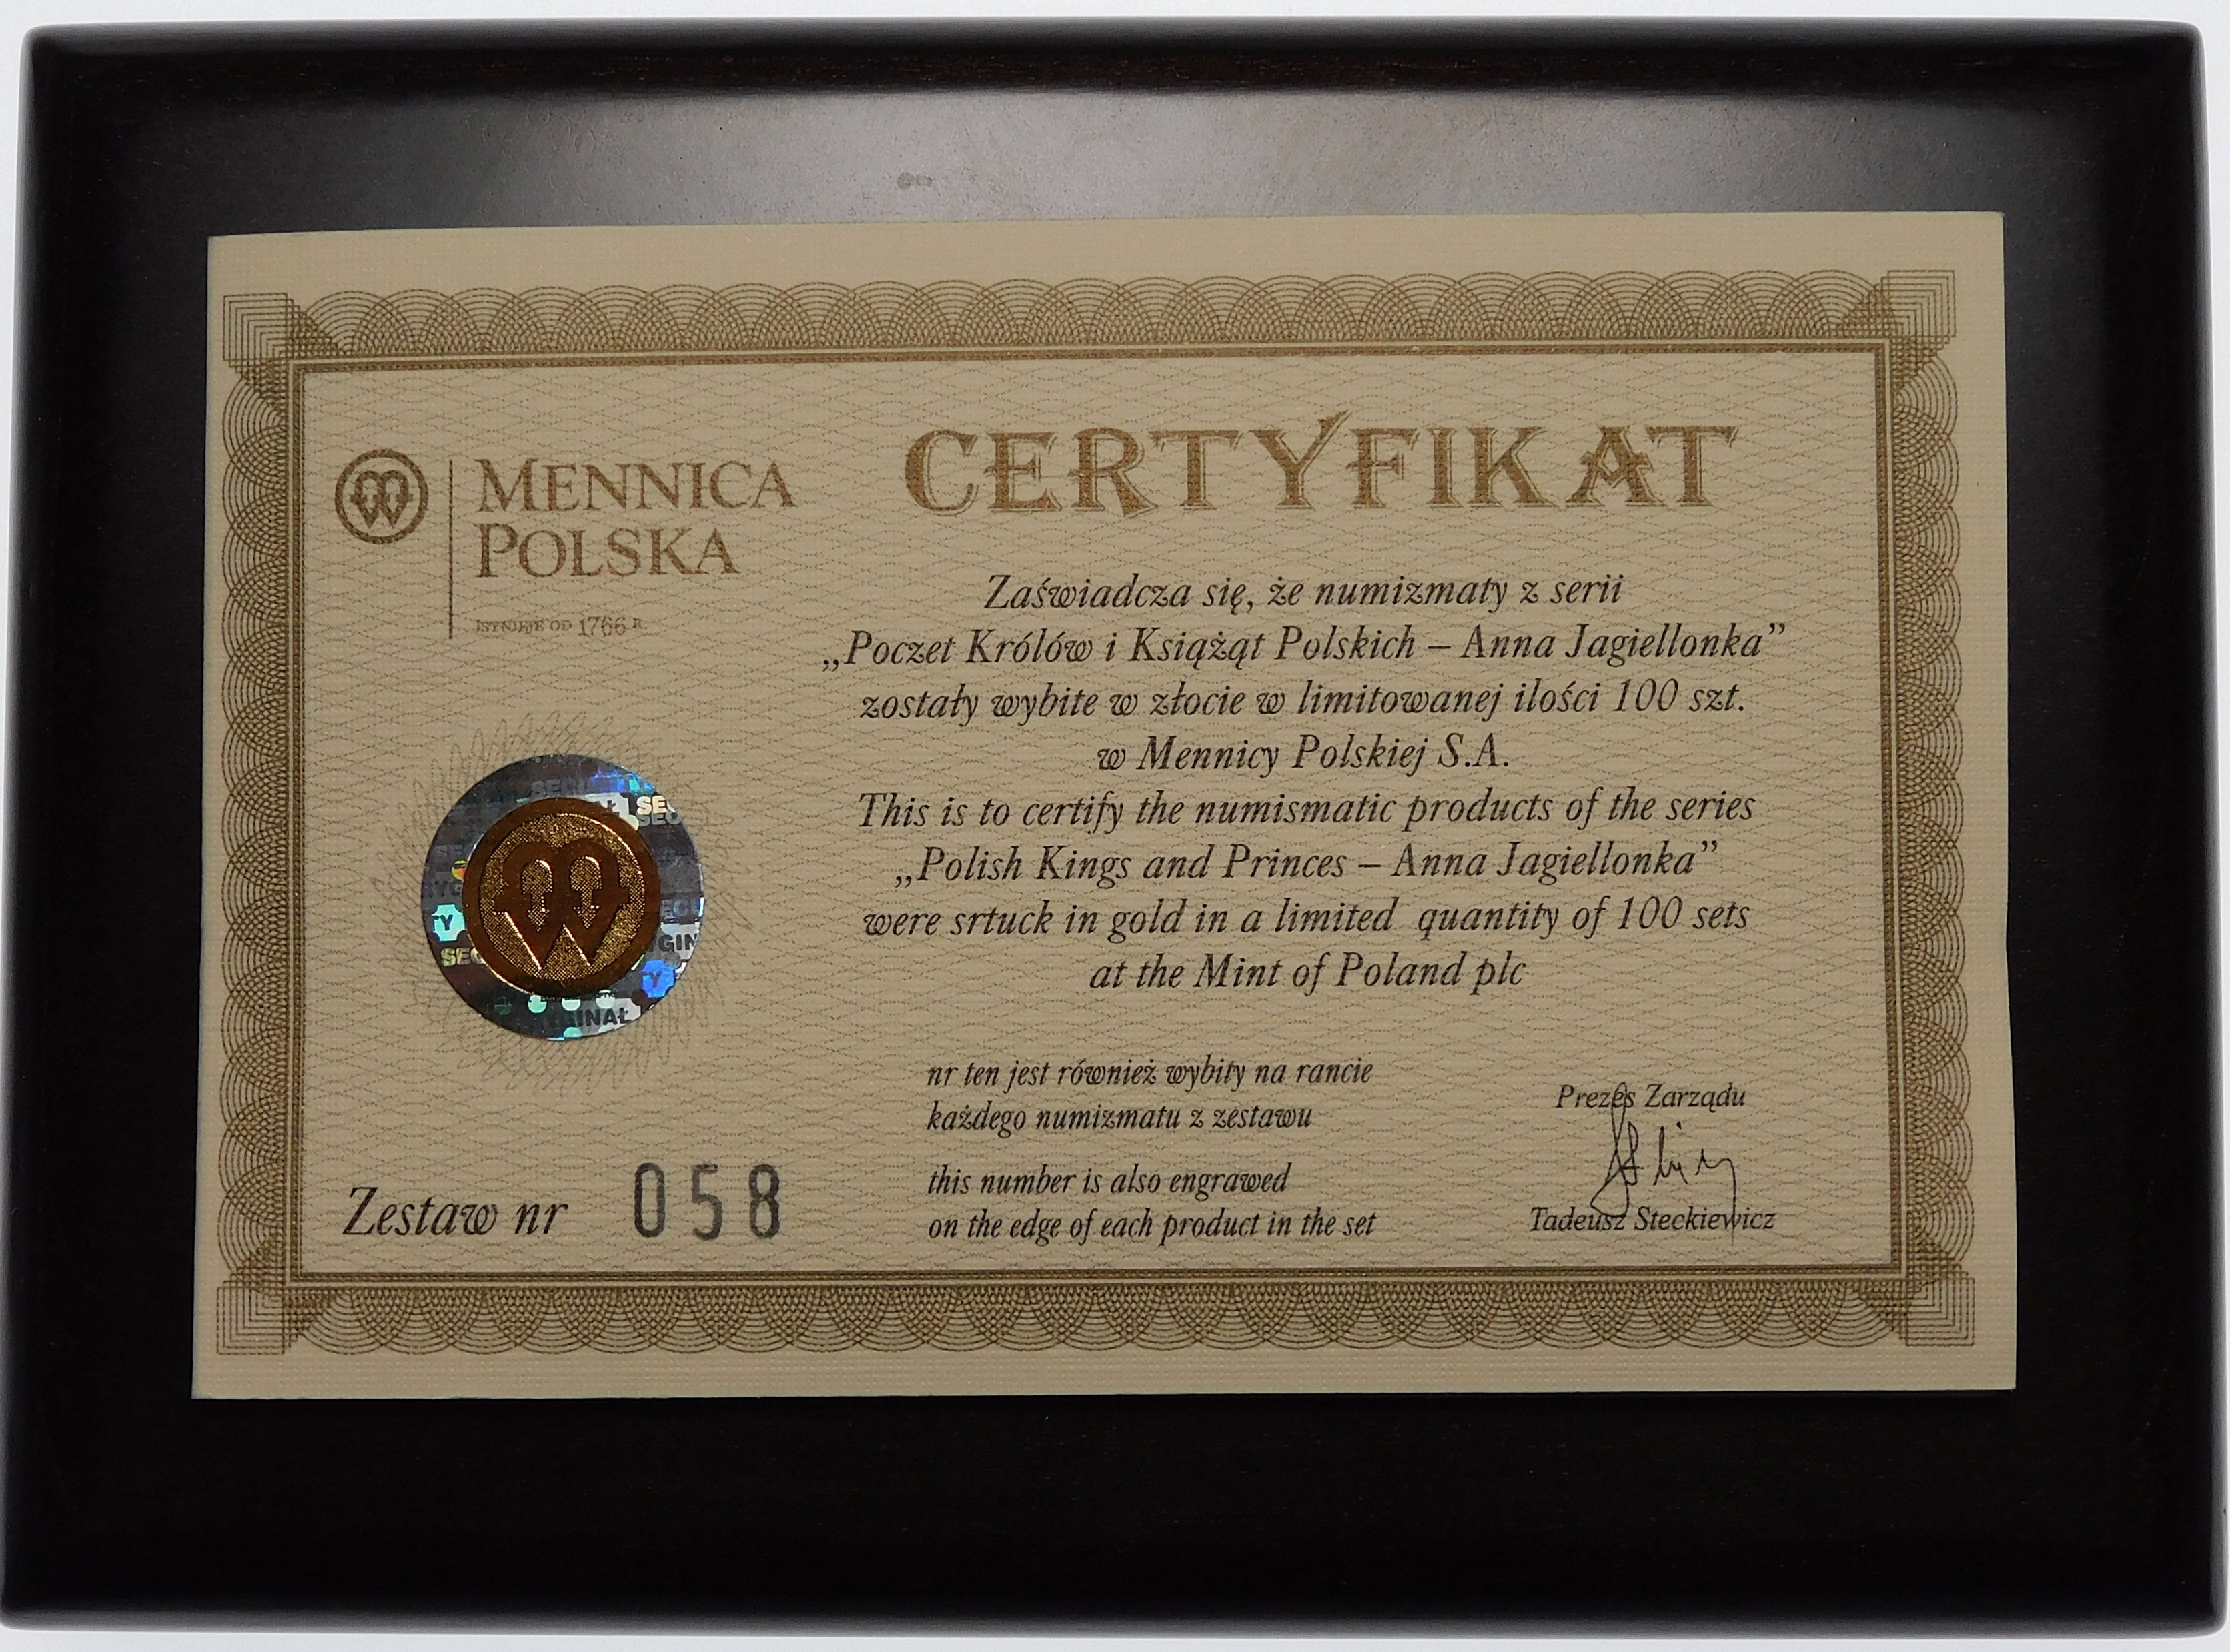 MENNICA
POLSKA
ISTNIEJE OD 1766 R.
CERTYFIKAT
Zaświadcza się, że numizmaty z serii
„Poczet Królów i Książąt Polskich – Anna Jagiellonka”
zostały wybite w złocie w limitowanej ilości 100 szt.
w Mennicy Polskiej S.A.
This is to certify the numismatic products of the series
„Polish Kings and Princes – Anna Jagiellonka”
were srtuck in gold in a limited quantity of 100 sets
at the Mint of Poland plc
Zestaw nr 058
nr ten jest również wybity na rancie
każdego numizmatu z zestawu
this number is also engrawed
on the edge of each product in the set
Prezes Zarządu
Tadeusz Steckiewicz